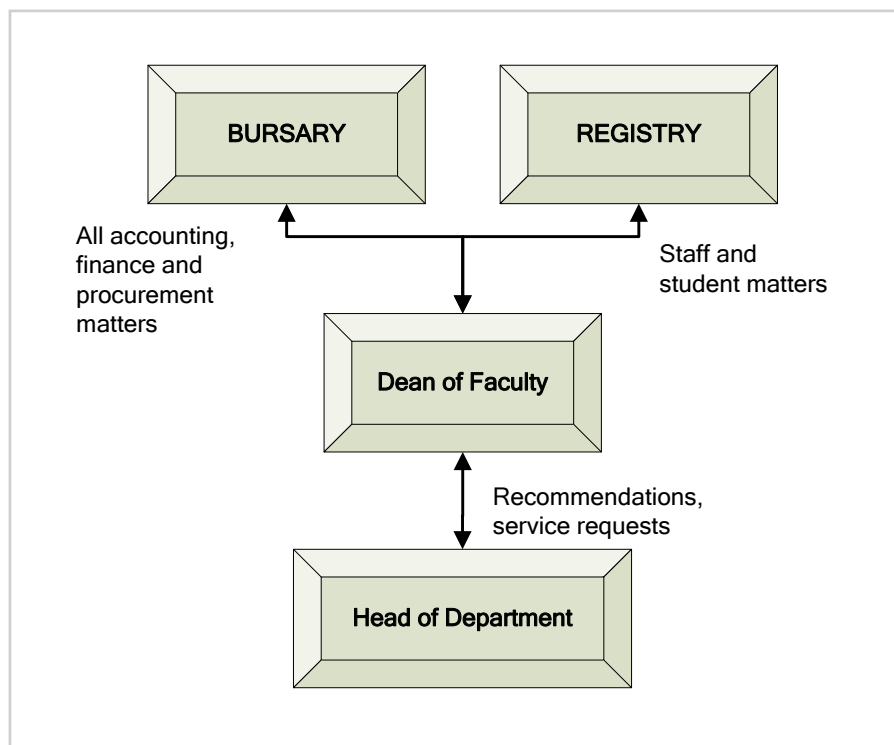 BURSARY
REGISTRY
All accounting,
finance and
procurement
matters
Staff and
student matters
Dean of Faculty
Recommendations,
service requests
Head of Department